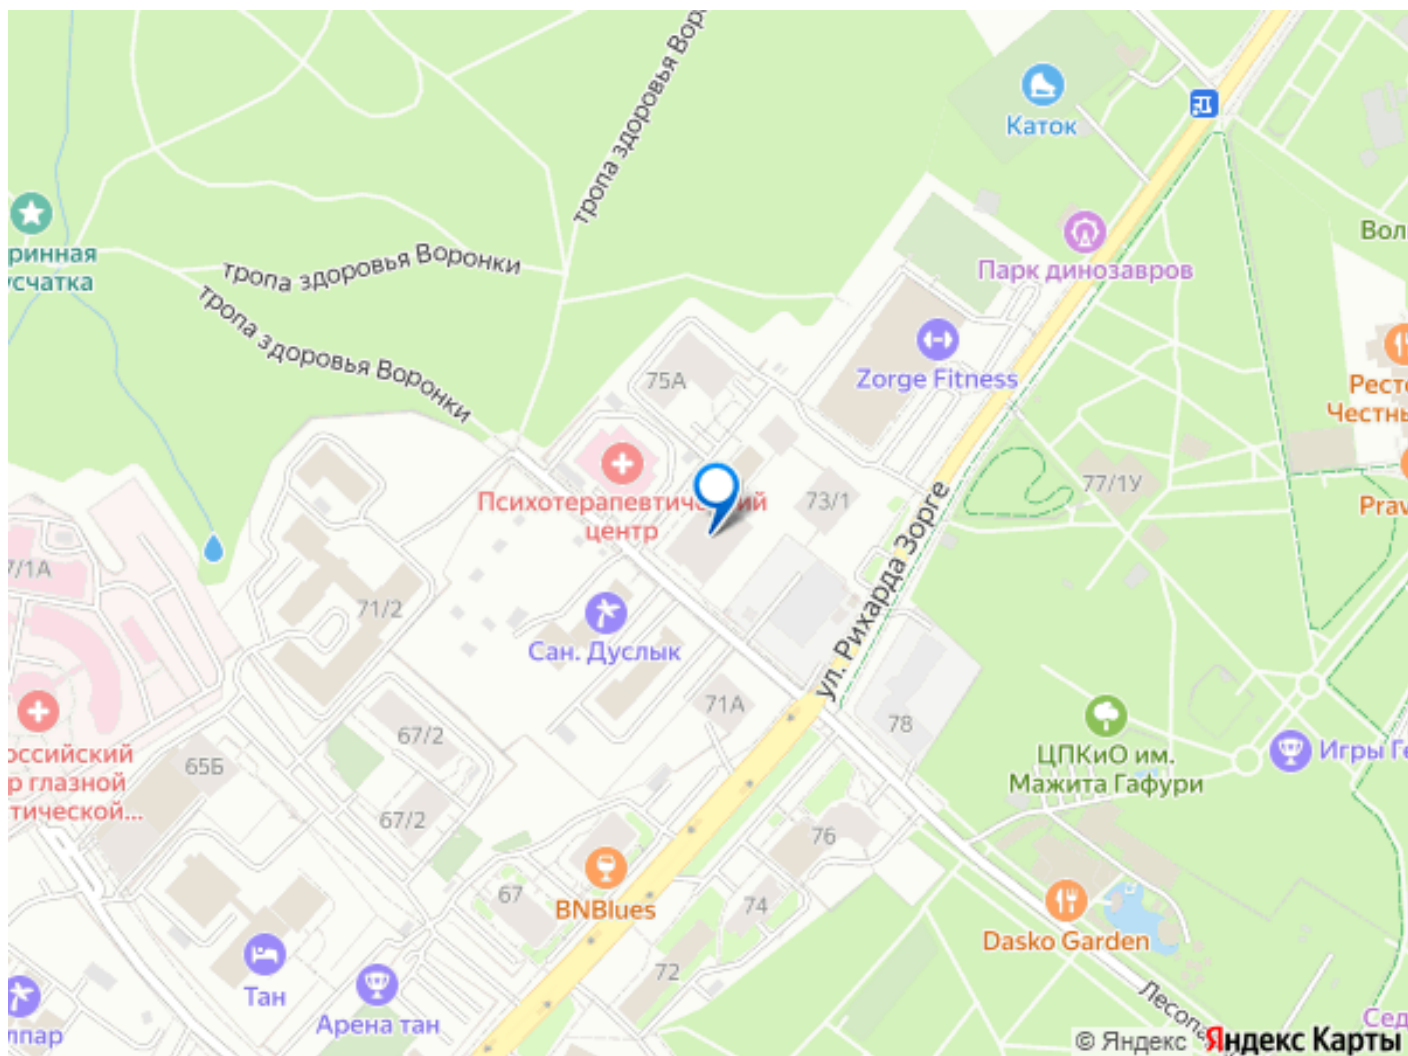 тропа здоровья Вор
Каток
Парк динозавров
Вол
тропа здоровья Воронки
ринная
усчатка
тропа здоровья Воронки
Zorge Fitness
Рест
Честны
75А
77/1У
73/1
Prav
Психотерапевтический
центр
ул. Рихарда Зорге
7/1А
71/2
Сан. Дуслык
71А
78
67/2
65Б
оссийский
р глазной
тической...
67/2
ЦПКиО им.
Мажита Гафури
Игры Ге
76
67
BNBlues
74
Dasko Garden
72
Тан
Арена тан
лпар
Лесопа
Сед
© Яндекс Яндекс Карты